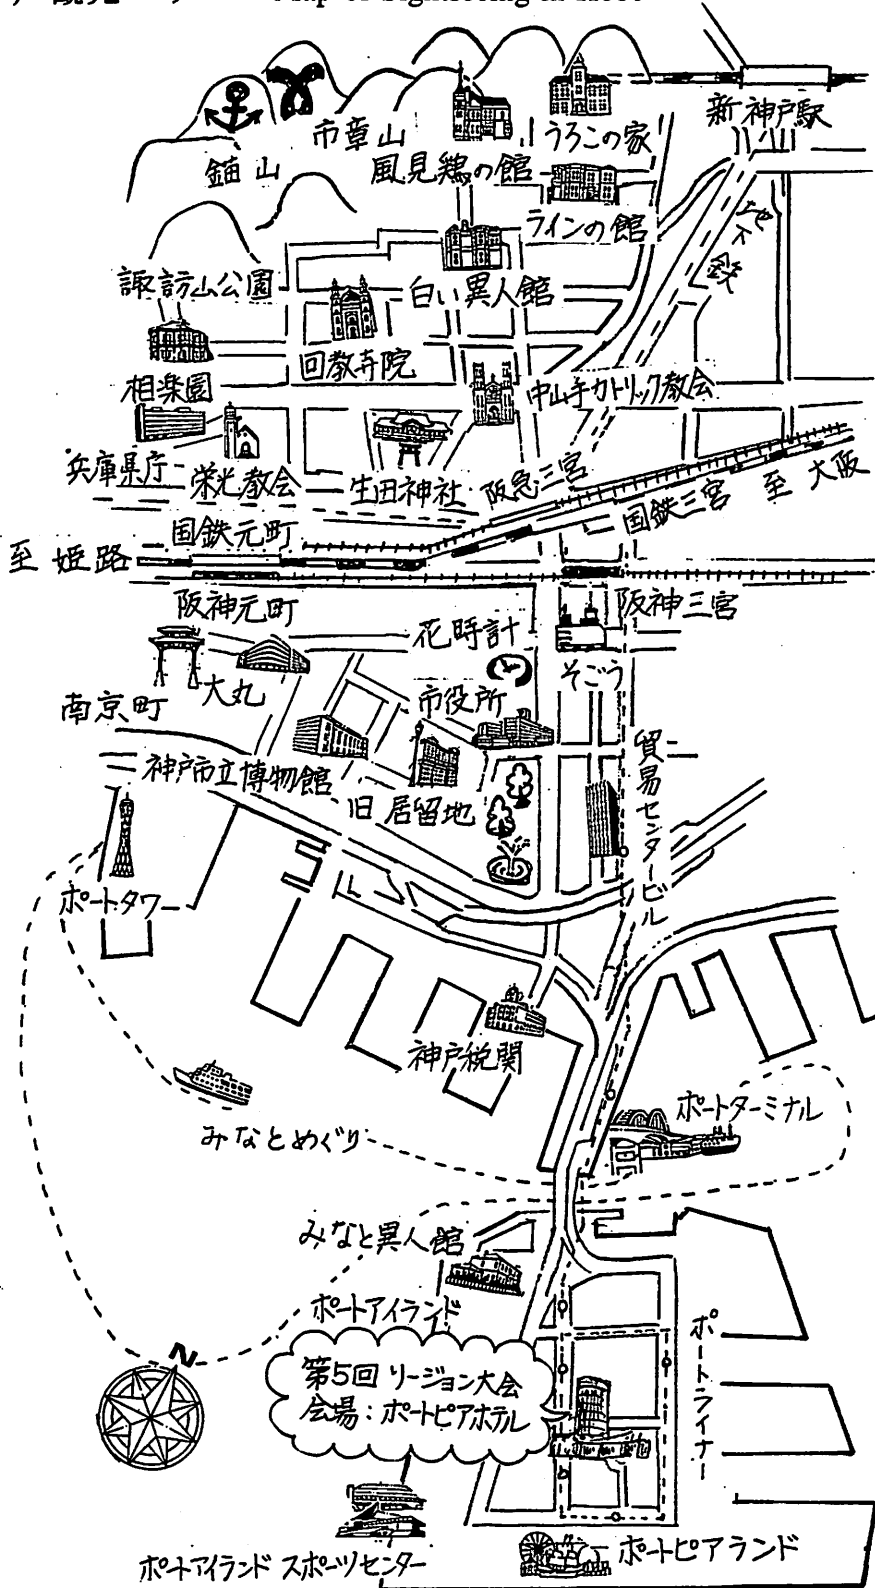 Map of Sightseeing in Kobe
新神戸駅
うろこの家
市章山
錨山
風見鶏の館
ラインの館
地下鉄
諏訪山公園
白い異人館
回教寺院
相楽園
中山手カトリック教会
兵庫県庁
栄光教会
生田神社
阪急三宮
国鉄三宮
至 大阪
国鉄元町
至 姫路
阪神元町
阪神三宮
花時計
そごう
大丸
南京町
市役所
神戸市立博物館
旧居留地
貿易センタービル
ポートタワー
神戸税関
ポートターミナル
みなとめぐり
みなと異人館
ポートアイランド
ポートライナー
N
第5回 リージョン大会
会場:ポートピアホテル
ポートピアランド
ポートアイランド スポーツセンター